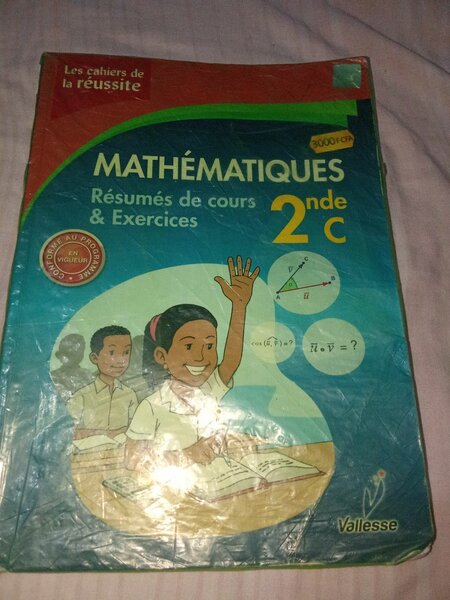 Les cahiers de
la réussite
3000 FCFA
MATHÉMATIQUES
Résumés de cours
& Exercices
2nde C
CONFORME AU PROGRAMME
EN
VIGUEUR
C
B
A
cos(u, v) = ?
u • v = ?
Vallesse